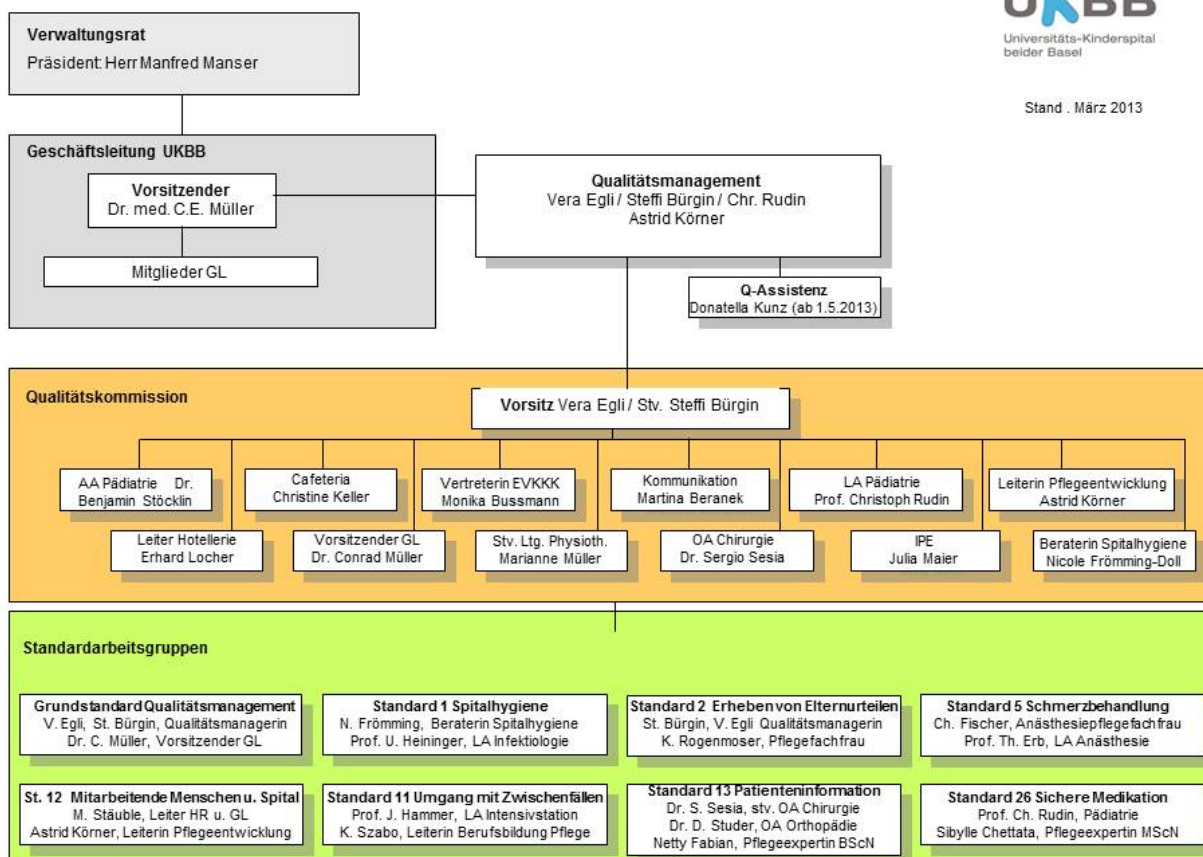 UKBB
Universitäts-Kinderspital
beider Basel
Stand . März 2013
Verwaltungsrat
Präsident: Herr Manfred Manser
Geschäftsleitung UKBB
Vorsitzender
Dr. med. C.E. Müller
Mitglieder GL
Qualitätsmanagement
Vera Egli / Steffi Bürgin / Chr. Rudin
Astrid Körner
Q-Assistenz
Donatella Kunz (ab 1.5.2013)
Qualitätskommission
Vorsitz Vera Egli / Stv. Steffi Bürgin
AA Pädiatrie Dr.
Benjamin Stöcklin
Cafeteria
Christine Keller
Vertreterin EVKKK
Monika Bussmann
Kommunikation
Martina Beranek
LA Pädiatrie
Prof. Christoph Rudin
Leiterin Pflegeentwicklung
Astrid Körner
Leiter Hotellerie
Erhard Locher
Vorsitzender GL
Dr. Conrad Müller
Stv. Ltg. Physioth.
Marianne Müller
OA Chirurgie
Dr. Sergio Sesia
IPE
Julia Maier
Beraterin Spitalhygiene
Nicole Frömming-Doll
Standardarbeitsgruppen
Grundstandard Qualitätsmanagement
V. Egli, St. Bürgin, Qualitätsmanagerin
Dr. C. Müller, Vorsitzender GL
Standard 1 Spitalhygiene
N. Frömming, Beraterin Spitalhygiene
Prof. U. Heininger, LA Infektiologie
Standard 2 Erheben von Elternurteilen
St. Bürgin, V. Egli Qualitätsmanagerin
K. Rogenmoser, Pflegefachfrau
Standard 5 Schmerzbehandlung
Ch. Fischer, Anästhesiepflegefachfrau
Prof. Th. Erb, LA Anästhesie
St. 12 Mitarbeitende Menschen u. Spital
M. Stäuble, Leiter HR u. GL
Astrid Körner, Leiterin Pflegeentwicklung
Standard 11 Umgang mit Zwischenfällen
Prof. J. Hammer, LA Intensivstation
K. Szabo, Leiterin Berufsbildung Pflege
Standard 13 Patienteninformation
Dr. S. Sesia, stv. OA Chirurgie
Dr. D. Studer, OA Orthopädie
Netty Fabian, Pflegeexpertin BScN
Standard 26 Sichere Medikation
Prof. Ch. Rudin, Pädiatrie
Sibylle Chettata, Pflegeexpertin MScN